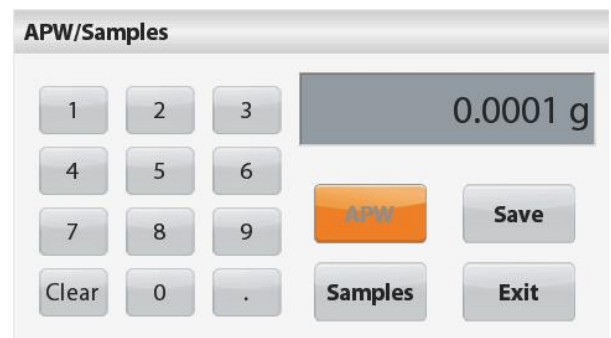 APW/Samples
0.0001 g
1 2 3
4 5 6
7 8 9
Clear 0 .
APW Save
Samples Exit